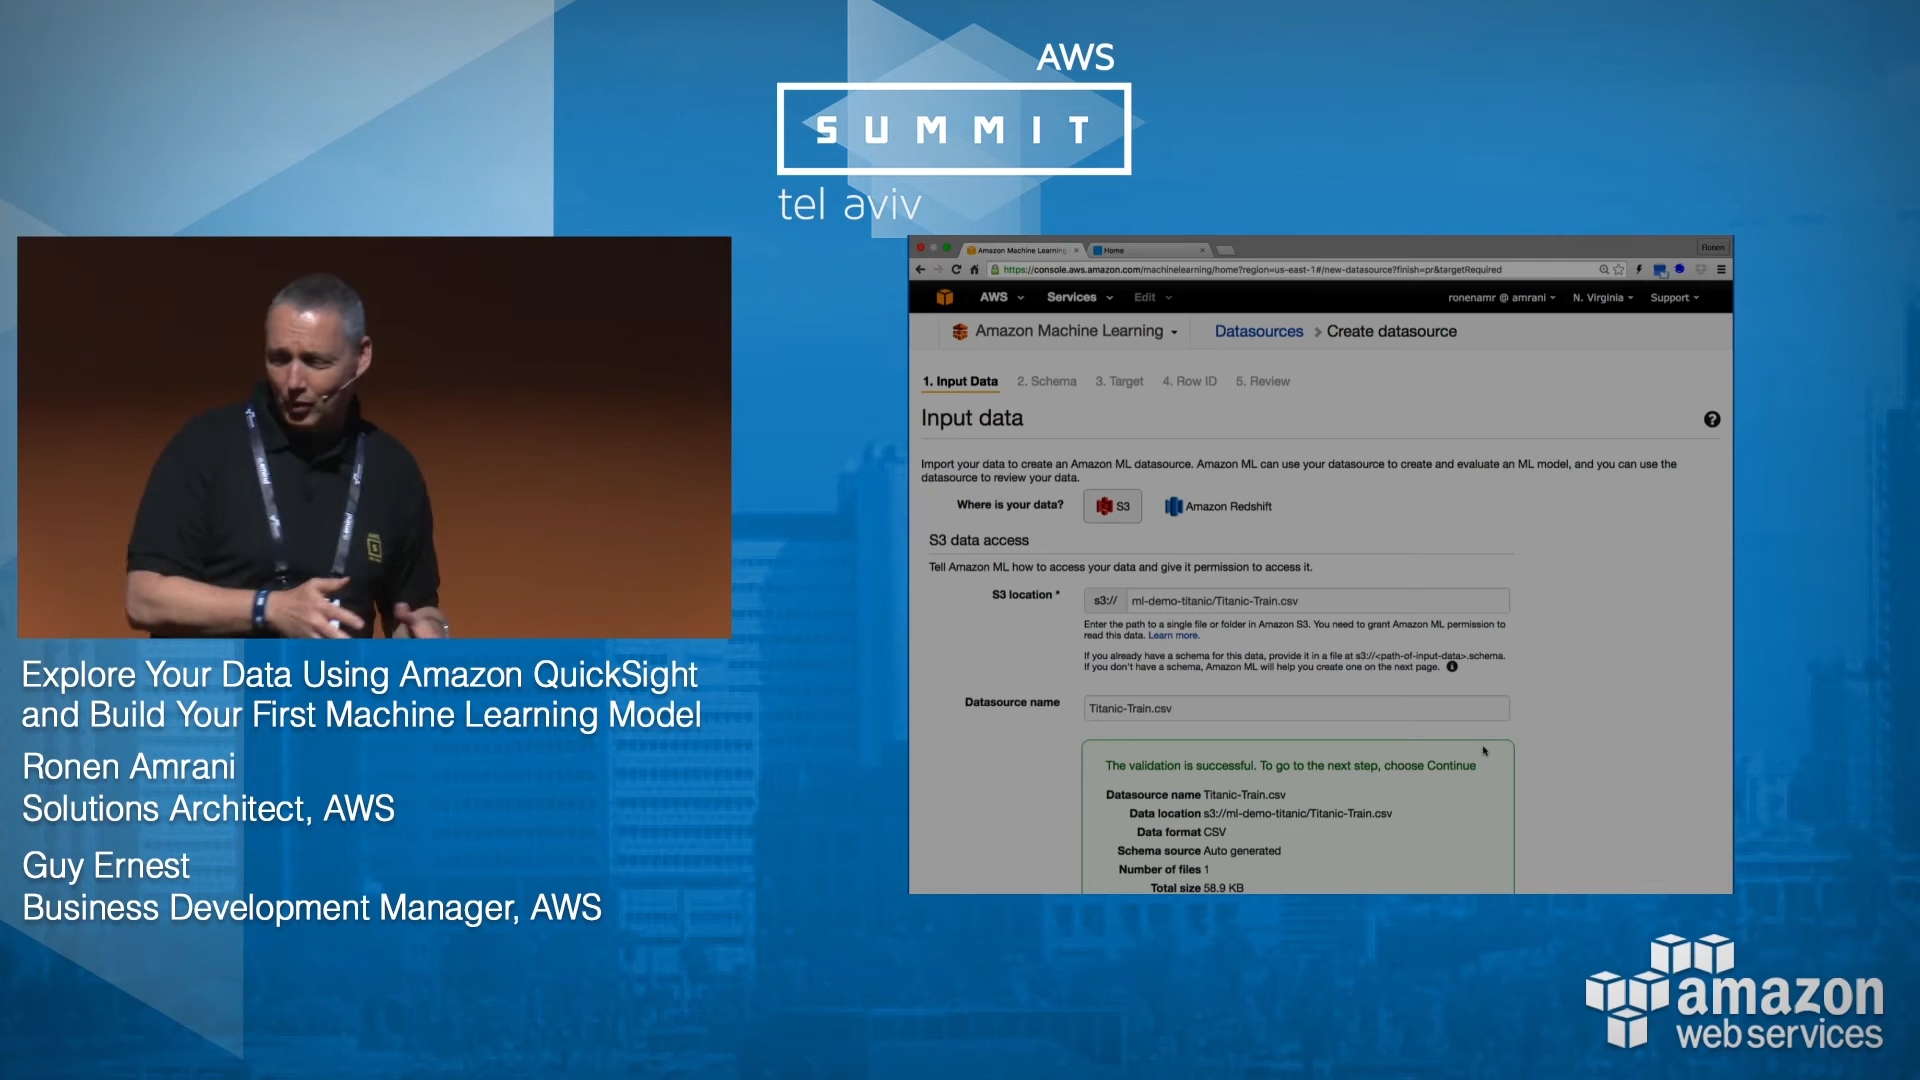 AWS
SUMMIT
tel aviv
Explore Your Data Using Amazon QuickSight
and Build Your First Machine Learning Model
Ronen Amrani
Solutions Architect, AWS
Guy Ernest
Business Development Manager, AWS
Amazon Machine Learning
Home
Ronen
https://console.aws.amazon.com/machinelearning/home?region=us-east-1#/new-datasource?finish=pr&targetRequired
AWS Services Edit ronenamr @ amrani N. Virginia Support
Amazon Machine Learning Datasources > Create datasource
1. Input Data 2. Schema 3. Target 4. Row ID 5. Review
Input data
Import your data to create an Amazon ML datasource. Amazon ML can use your datasource to create and evaluate an ML model, and you can use the
datasource to review your data.
Where is your data? S3 Amazon Redshift
S3 data access
Tell Amazon ML how to access your data and give it permission to access it.
S3 location * s3:// ml-demo-titanic/Titanic-Train.csv
Enter the path to a single file or folder in Amazon S3. You need to grant Amazon ML permission to
read this data. Learn more.
If you already have a schema for this data, provide it in a file at s3://<path-of-input-data>.schema.
If you don't have a schema, Amazon ML will help you create one on the next page.
Datasource name Titanic-Train.csv
The validation is successful. To go to the next step, choose Continue
Datasource name Titanic-Train.csv
Data location s3://ml-demo-titanic/Titanic-Train.csv
Data format CSV
Schema source Auto generated
Number of files 1
Total size 58.9 KB
amazon
web services